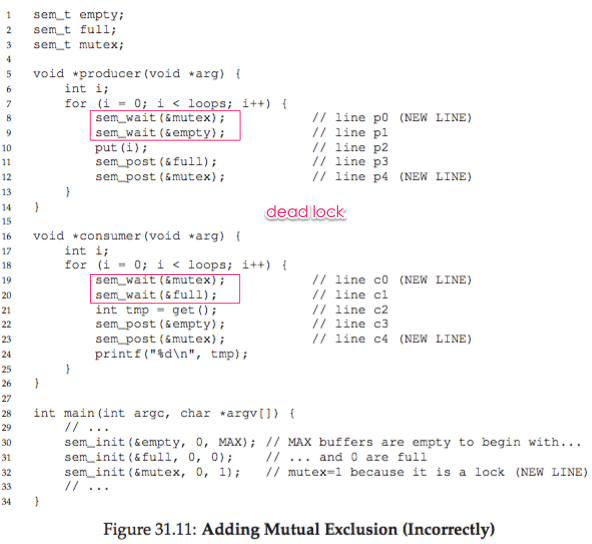 1 sem_t empty;
2 sem_t full;
3 sem_t mutex;
4
5 void *producer(void *arg) {
6 int i;
7 for (i = 0; i < loops; i++) {
8 sem_wait(&mutex); // line p0 (NEW LINE)
9 sem_wait(&empty); // line p1
10 put(i); // line p2
11 sem_post(&full); // line p3
12 sem_post(&mutex); // line p4 (NEW LINE)
13 }
14 }
dead lock
15
16 void *consumer(void *arg) {
17 int i;
18 for (i = 0; i < loops; i++) {
19 sem_wait(&mutex); // line c0 (NEW LINE)
20 sem_wait(&full); // line c1
21 int tmp = get(); // line c2
22 sem_post(&empty); // line c3
23 sem_post(&mutex); // line c4 (NEW LINE)
24 printf("%d\n", tmp);
25 }
26 }
27
28 int main(int argc, char *argv[]) {
29 // ...
30 sem_init(&empty, 0, MAX); // MAX buffers are empty to begin with...
31 sem_init(&full, 0, 0); // ... and 0 are full
32 sem_init(&mutex, 0, 1); // mutex=1 because it is a lock (NEW LINE)
33 // ...
34 }
Figure 31.11: Adding Mutual Exclusion (Incorrectly)